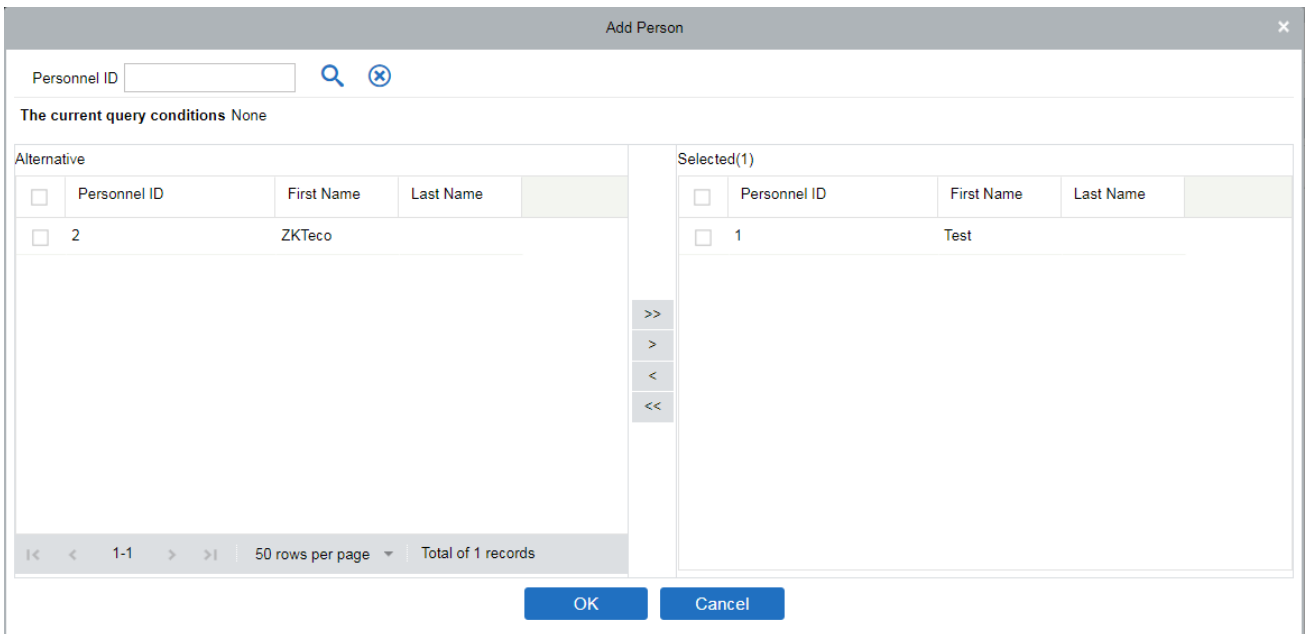 Add Person
Personnel ID
The current query conditions None
Alternative
Personnel ID First Name Last Name
2 ZKTeco
>>
>
<
<<
Selected(1)
Personnel ID First Name Last Name
1 Test
|< < 1-1 > >| 50 rows per page Total of 1 records
OK Cancel